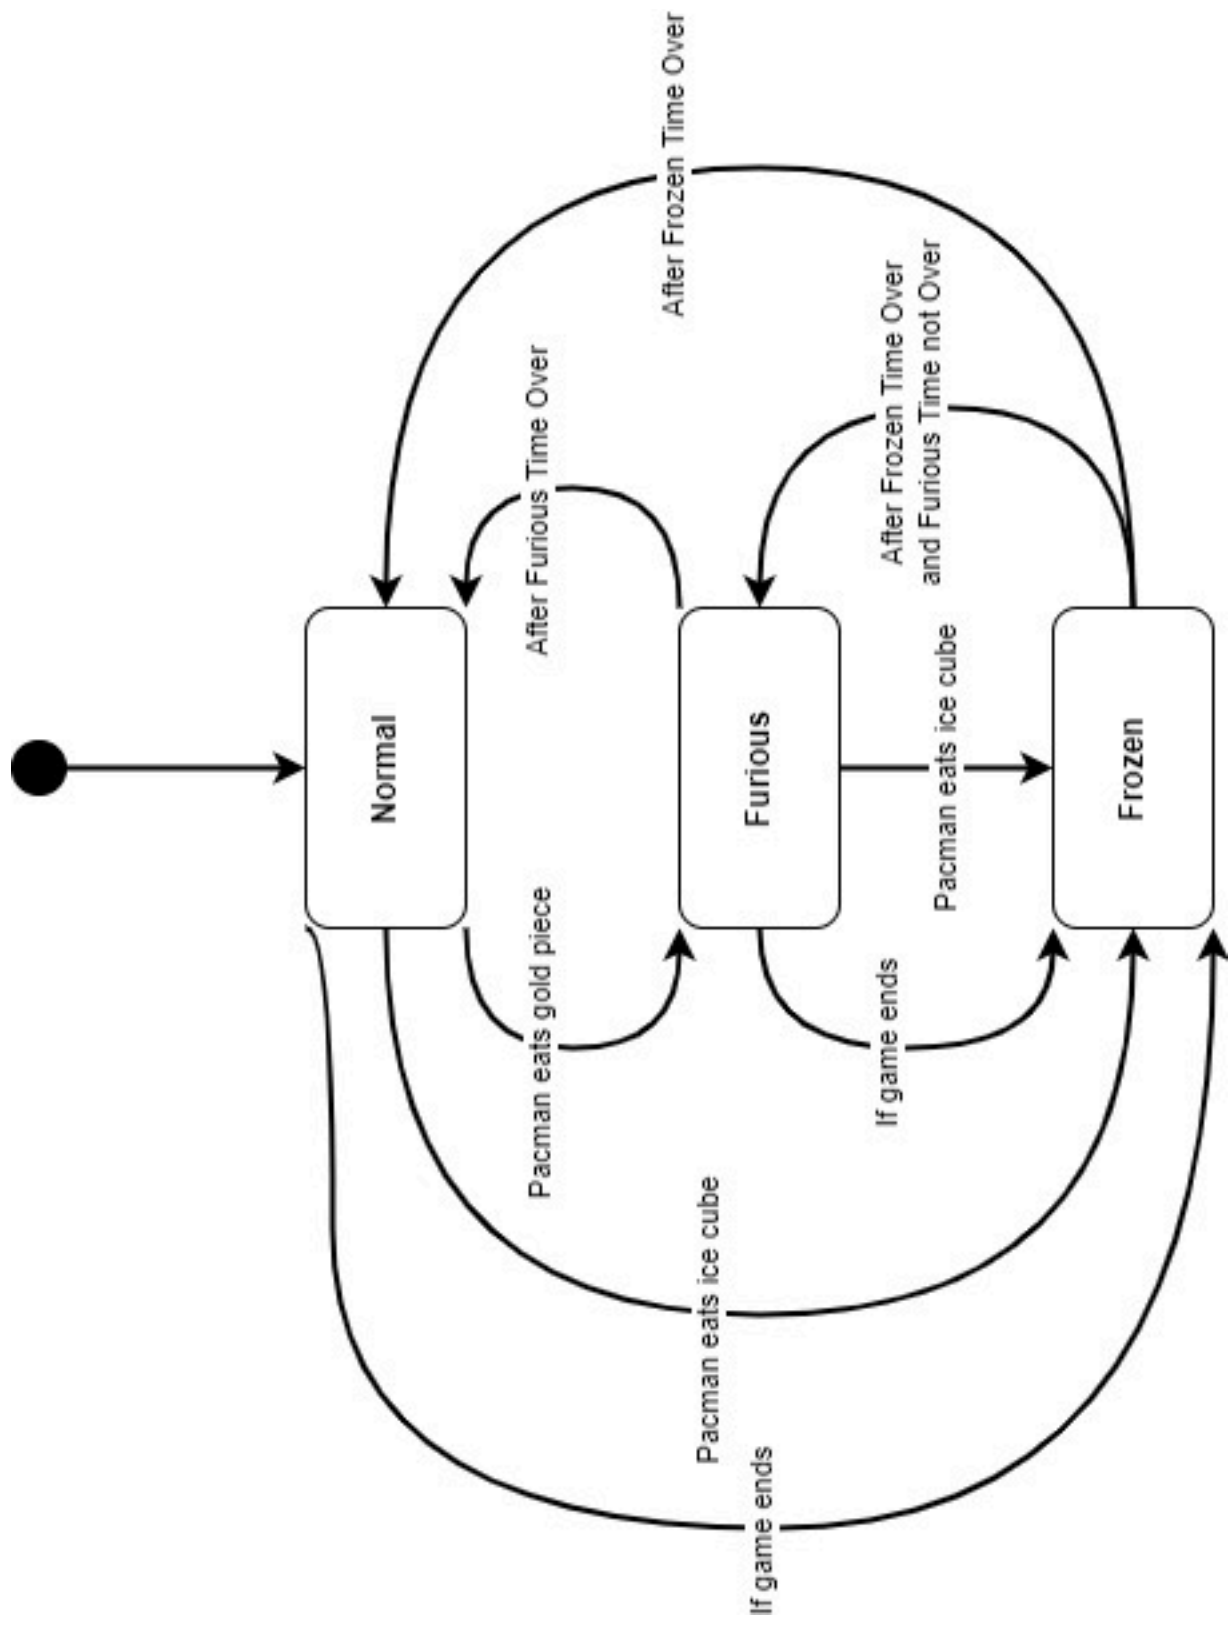 After Frozen Time Over
After Frozen Time Over
and Furious Time not Over
After Furious Time Over
Normal
Furious
Pacman eats ice cube
Frozen
Pacman eats gold piece
If game ends
Pacman eats ice cube
If game ends